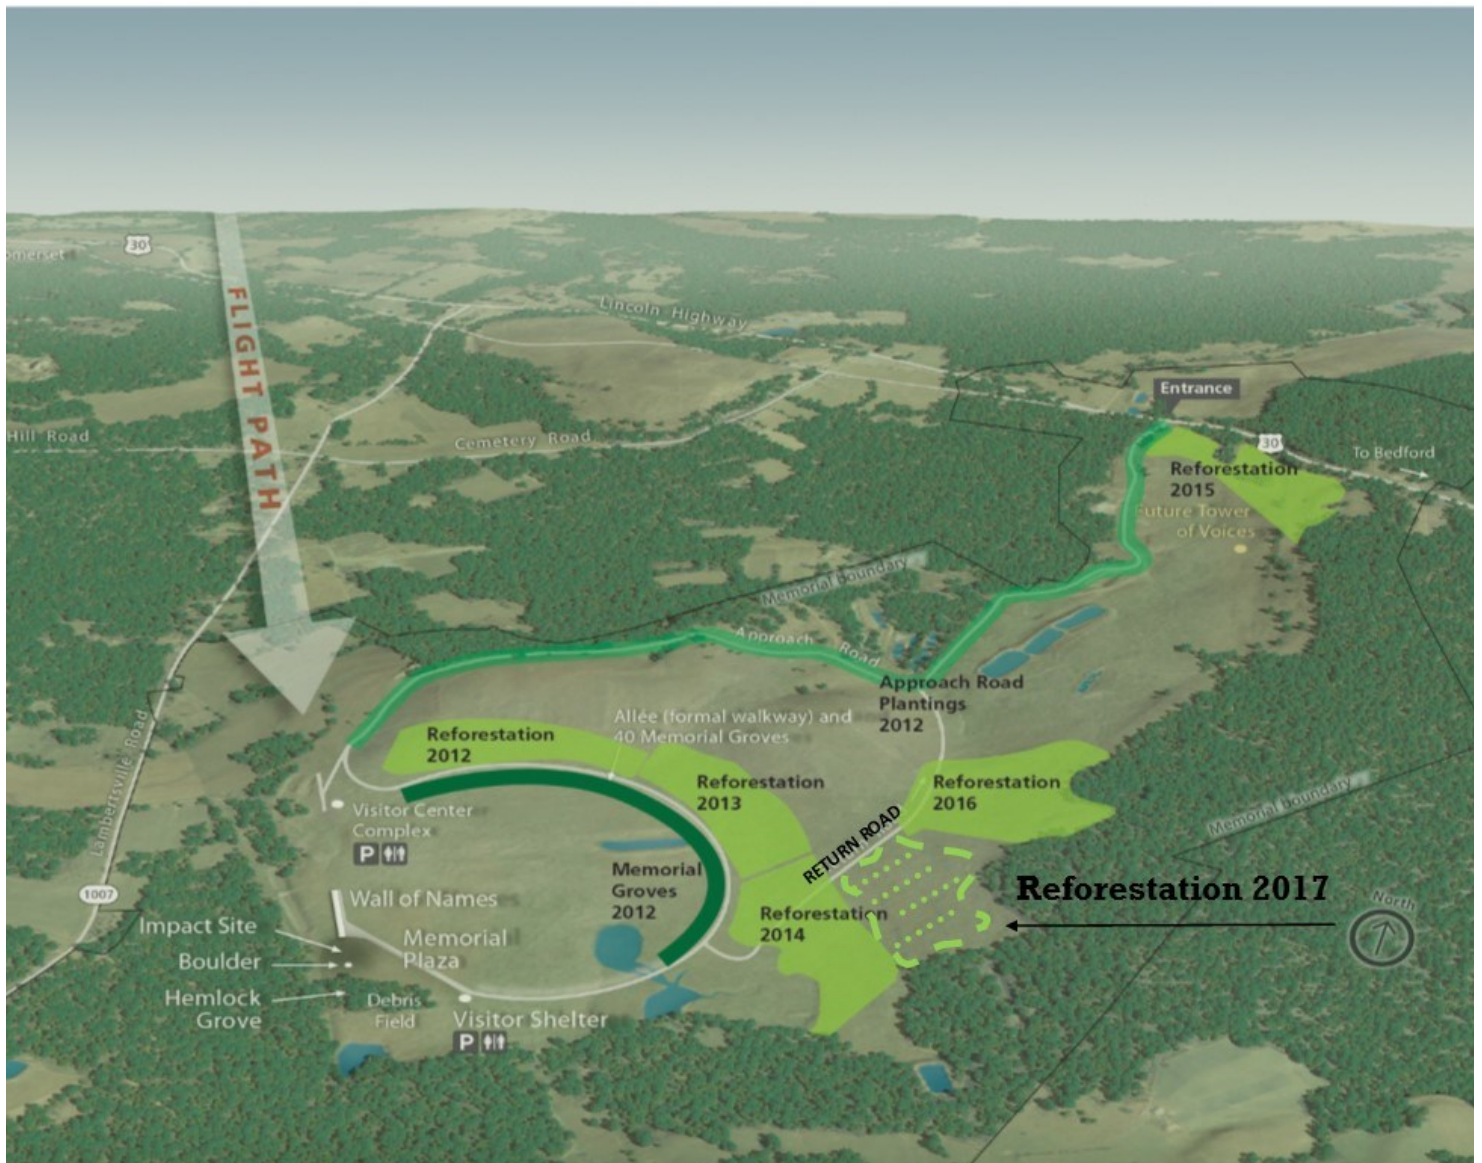 30
omerset
Lincoln Highway
FLIGHT PATH
Entrance
Hill Road
Cemetery Road
30
To Bedford
Reforestation
2015
Future Tower
of Voices
Memorial Boundary
Approach Road
Approach Road
Plantings
2012
Allée (formal walkway) and
40 Memorial Groves
Reforestation
2012
Reforestation
2013
Reforestation
2016
Lambertsville Road
Visitor Center
Complex
P
Memorial Boundary
RETURN ROAD
Memorial
Groves
2012
1007
Wall of Names
Reforestation 2017
Reforestation
2014
North
Impact Site
Memorial
Plaza
Boulder
Hemlock
Grove
Debris
Field
Visitor Shelter
P